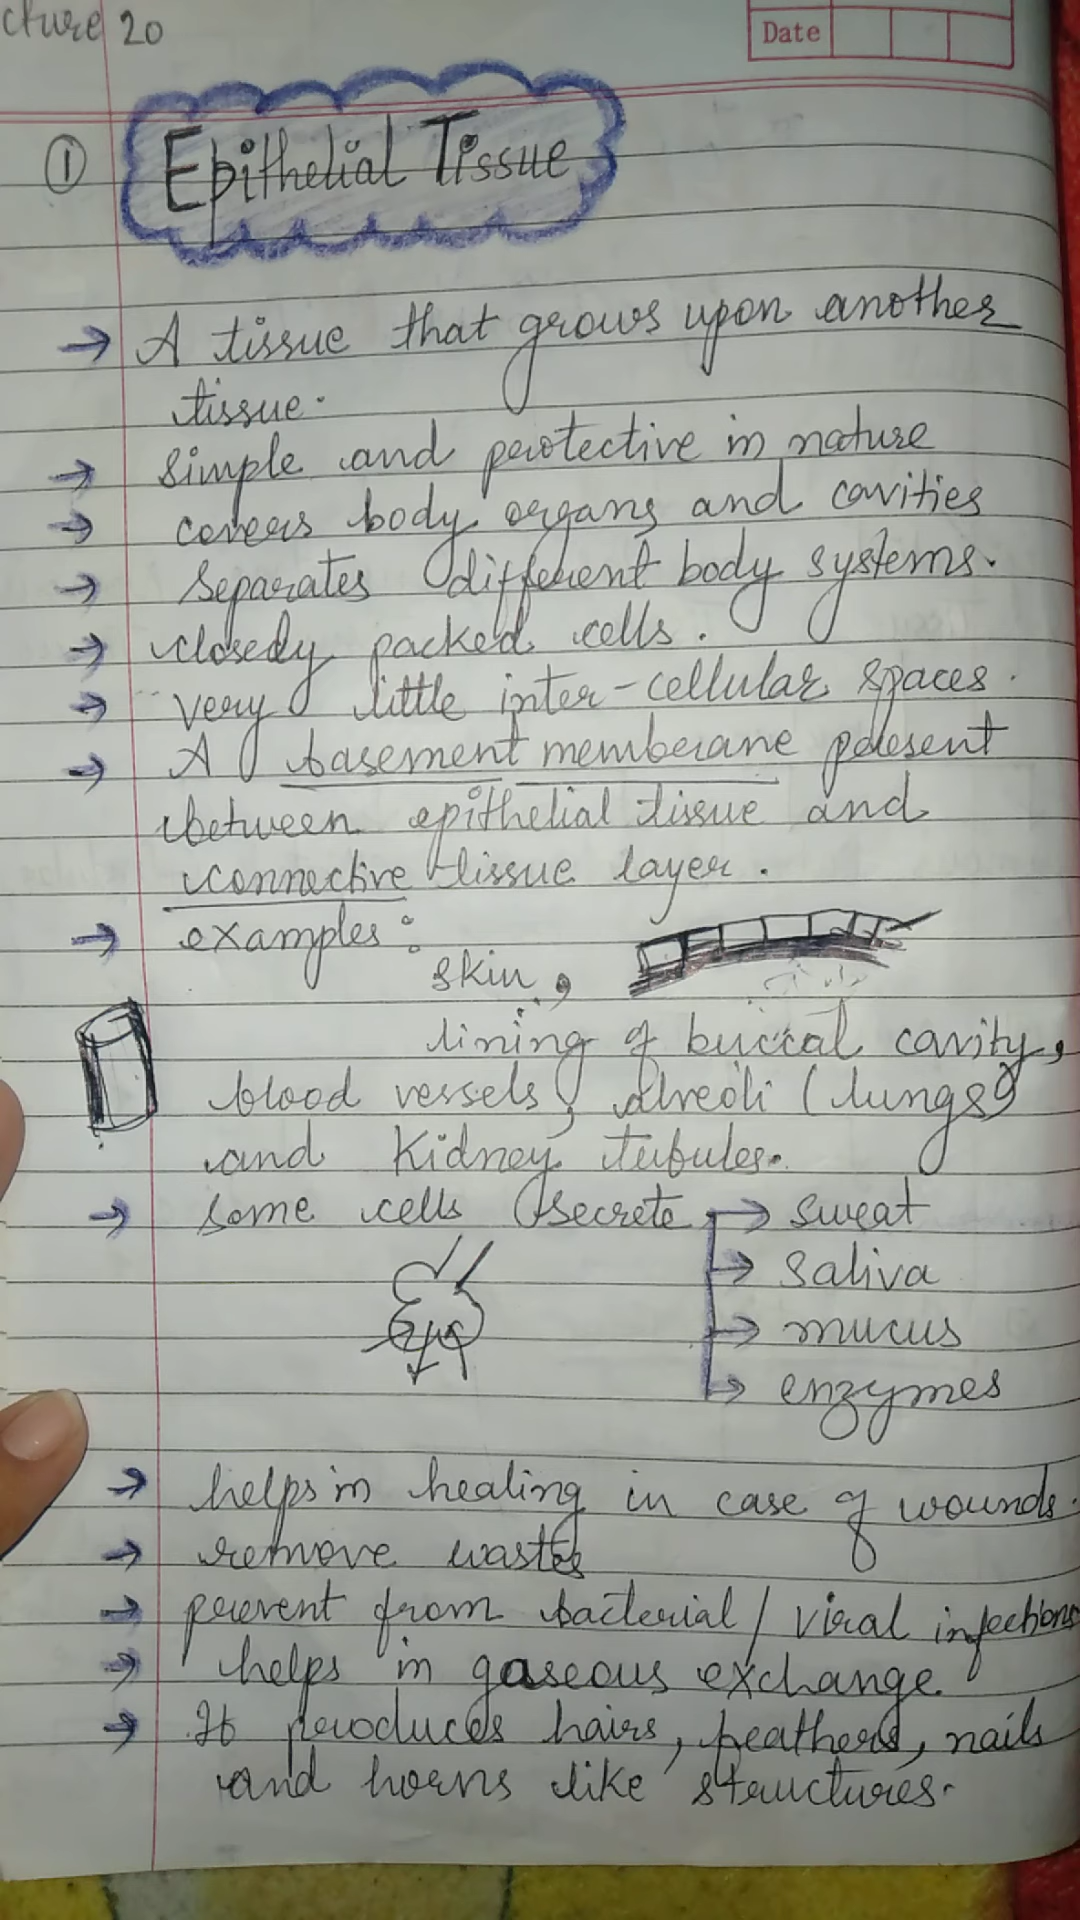 cture 20
Date
① Epithelial Tissue
→ A tissue that grows upon another
tissue.
→ simple and protective in nature
→ covers body organs and cavities
→ separates different body systems.
→ closely packed cells.
→ very little inter-cellular spaces.
→ A basement membrane present
between epithelial tissue and
connective tissue layer.
→ examples:
skin,
lining of buccal cavity,
blood vessels, alveoli (lungs)
and Kidney tubules.
→ some cells secrete → sweat
→ saliva
→ mucus
→ enzymes
→ helps in healing in case of wounds.
→ remove wastes
→ prevent from bacterial / viral infections
→ helps in gaseous exchange.
→ It produces hairs, feathers, nails
and horns like structures.